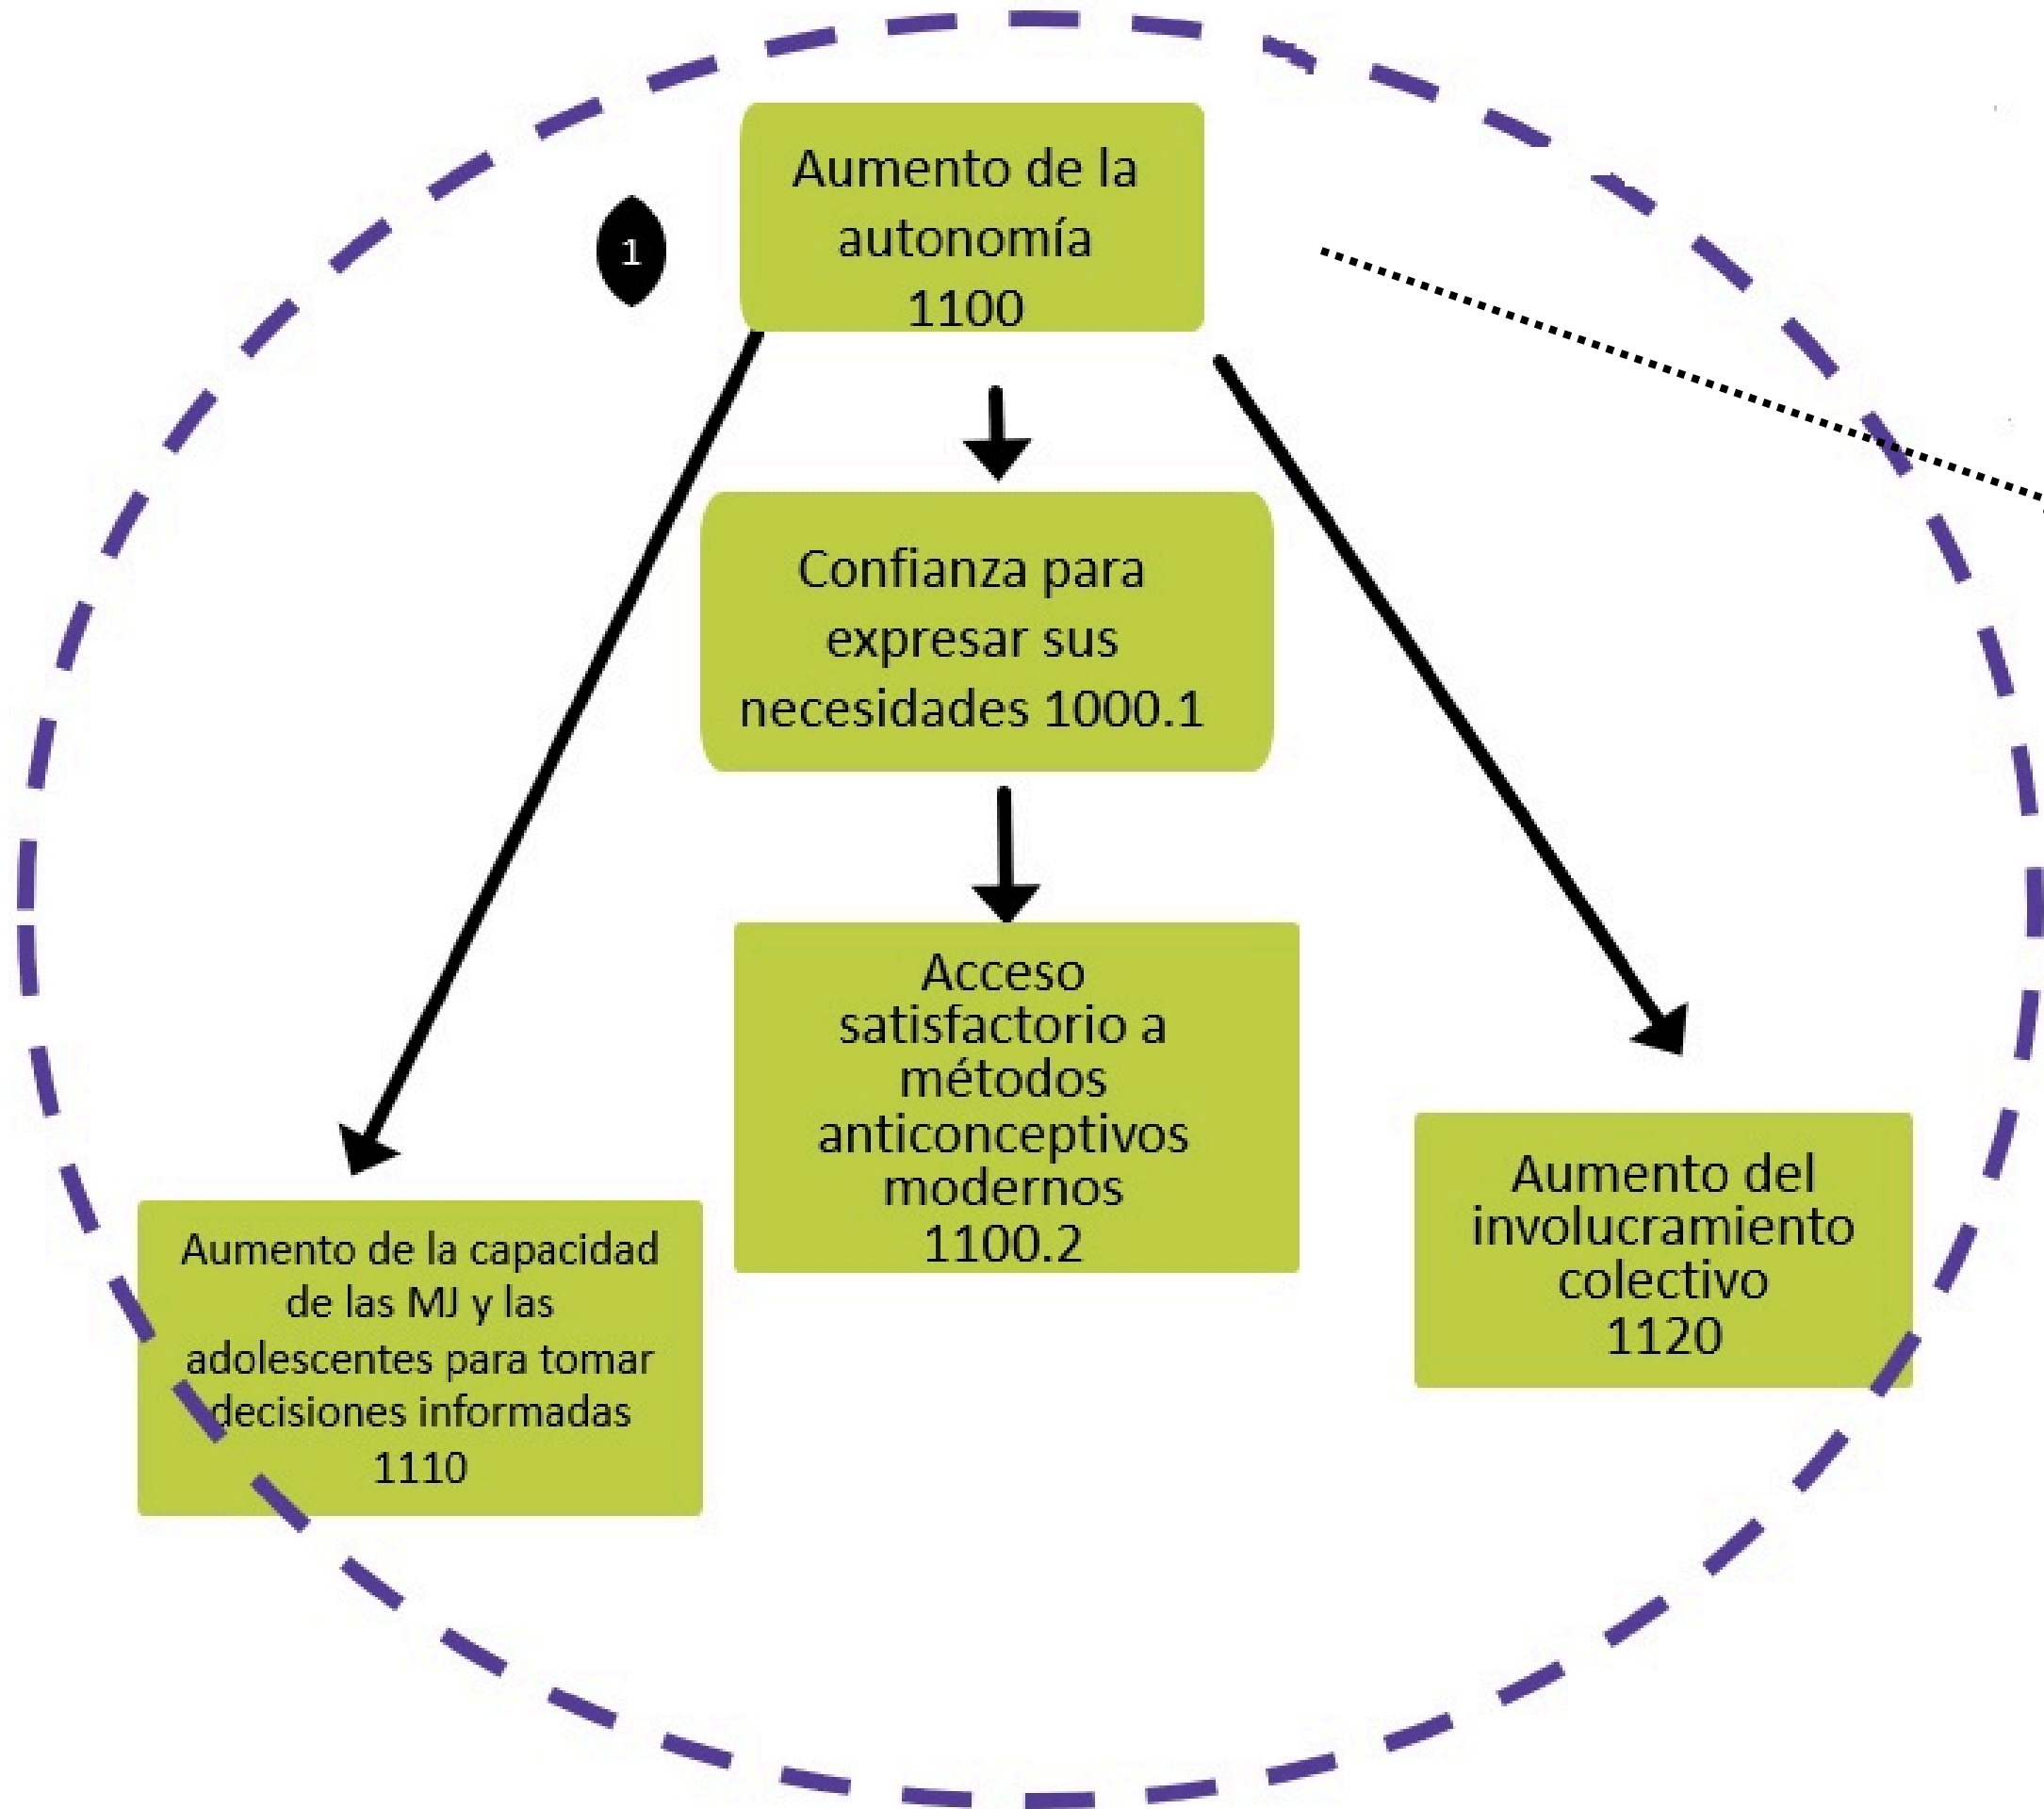 Aumento de la
autonomía
1100
1
Confianza para
expresar sus
necesidades 1000.1
Acceso
satisfactorio a
métodos
anticonceptivos
modernos
1100.2
Aumento de la capacidad
de las MJ y las
adolescentes para tomar
decisiones informadas
1110
Aumento del
involucramiento
colectivo
1120